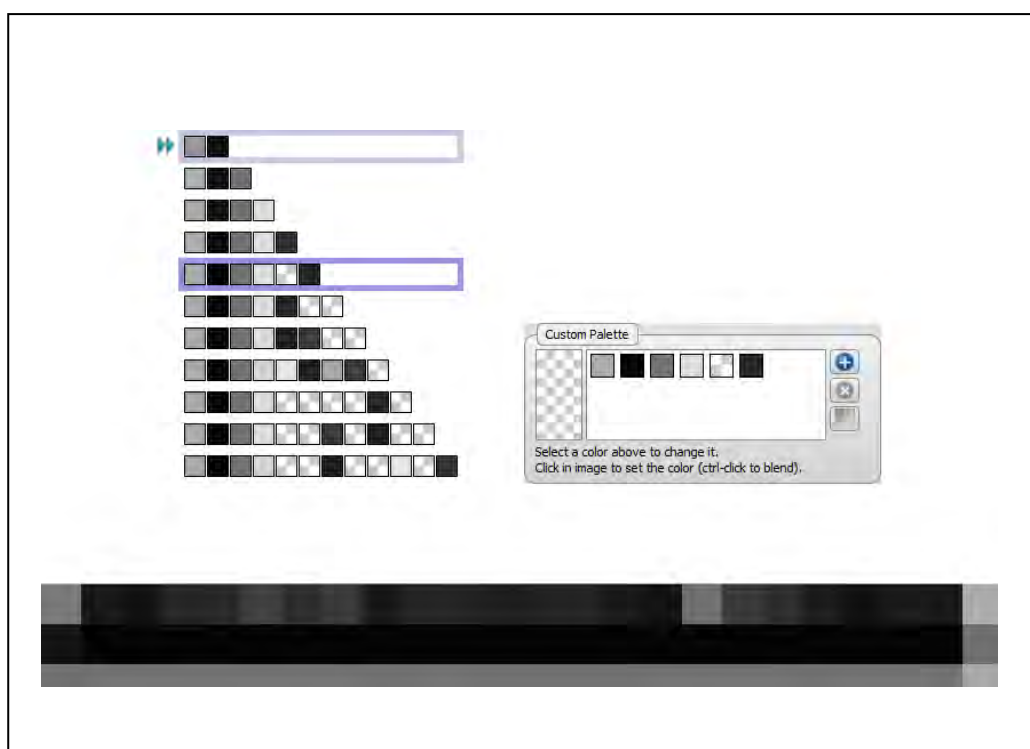 Custom Palette
Select a color above to change it.
Click in image to set the color (ctrl-click to blend).